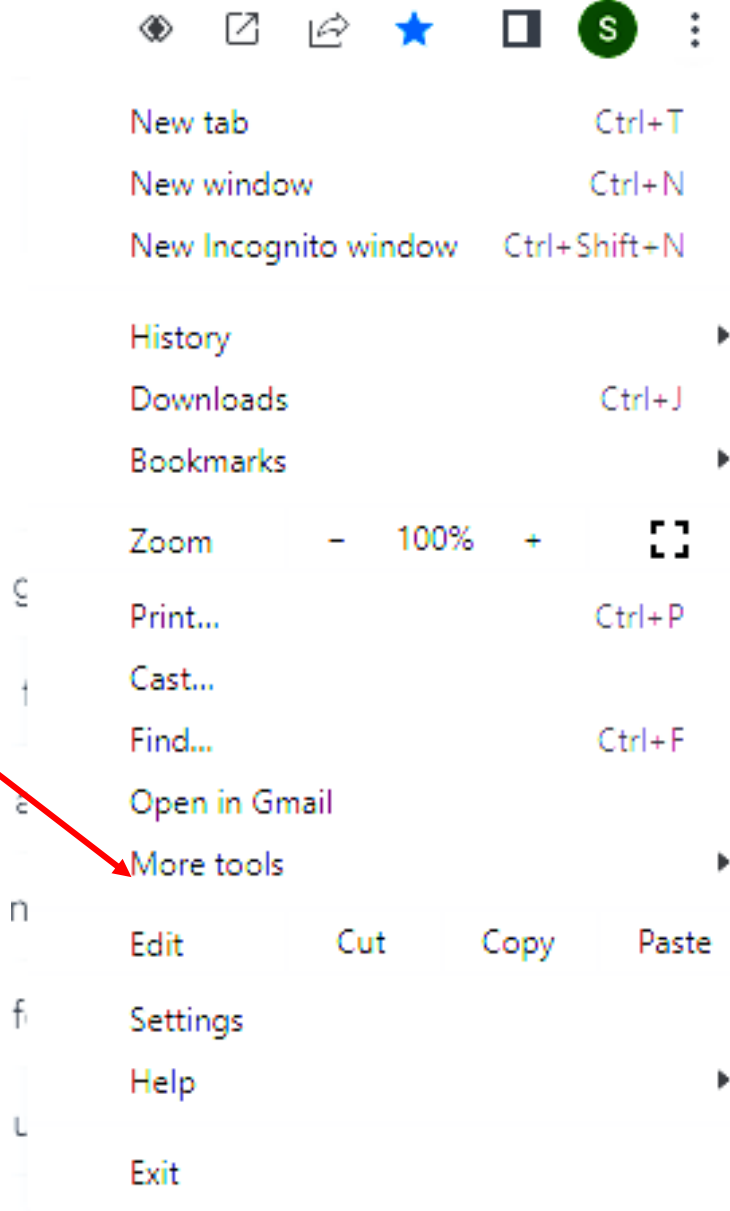 S
New tab Ctrl+T
New window Ctrl+N
New Incognito window Ctrl+Shift+N
History
Downloads Ctrl+J
Bookmarks
Zoom − 100% +
Print... Ctrl+P
Cast...
Find... Ctrl+F
Open in Gmail
More tools
Edit Cut Copy Paste
Settings
Help
Exit